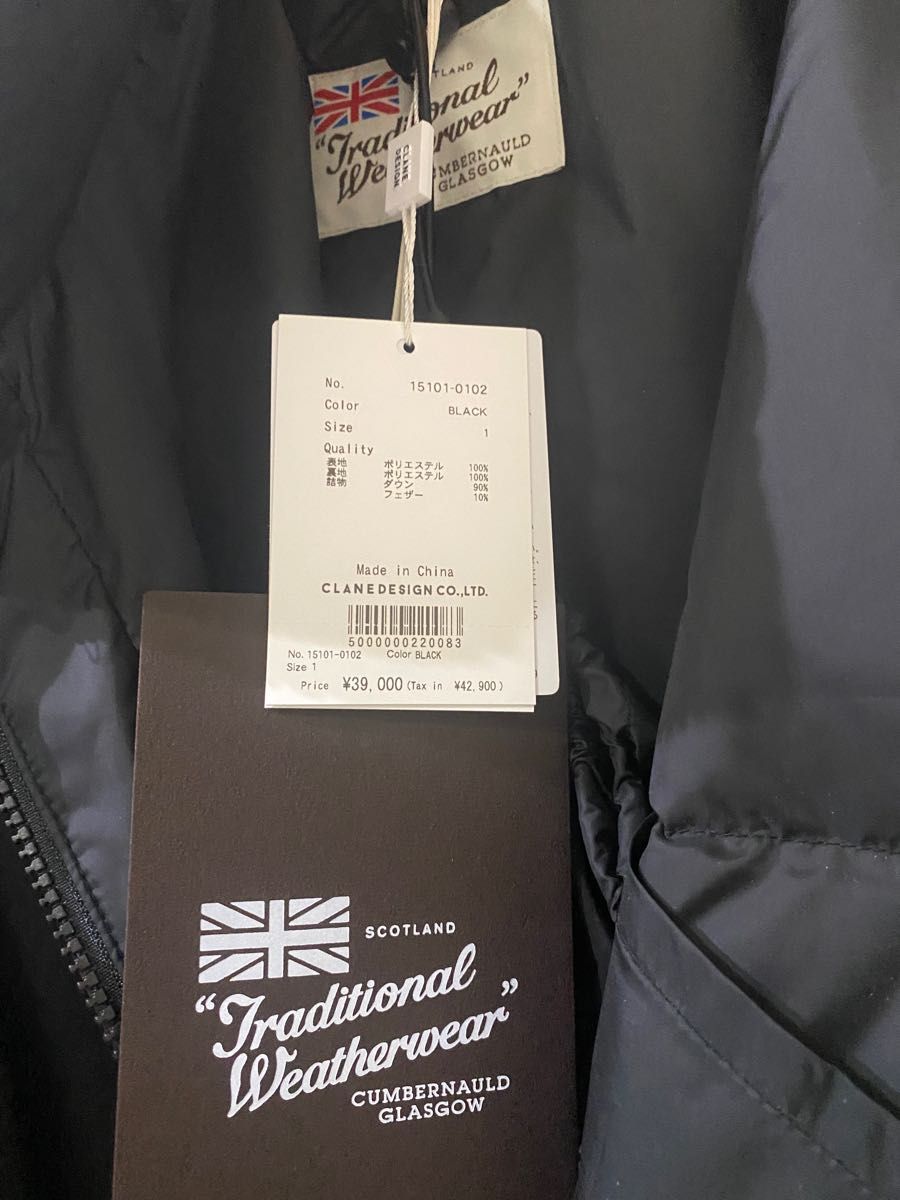 TLAND
"Traditional
Weatherwear"
CUMBERNAULD
GLASGOW
CLANE
DESIGN
No. 15101-0102
Color BLACK
Size 1
Quality
表地 ポリエステル 100%
裏地 ポリエステル 100%
詰物 ダウン 90%
フェザー 10%
Made in China
CLANEDESIGN CO.,LTD.
5000000220083
No. 15101-0102 Color BLACK
Size 1
Price ¥39,000 (Tax in ¥42,900)
SCOTLAND
"Traditional
Weatherwear"
CUMBERNAULD
GLASGOW